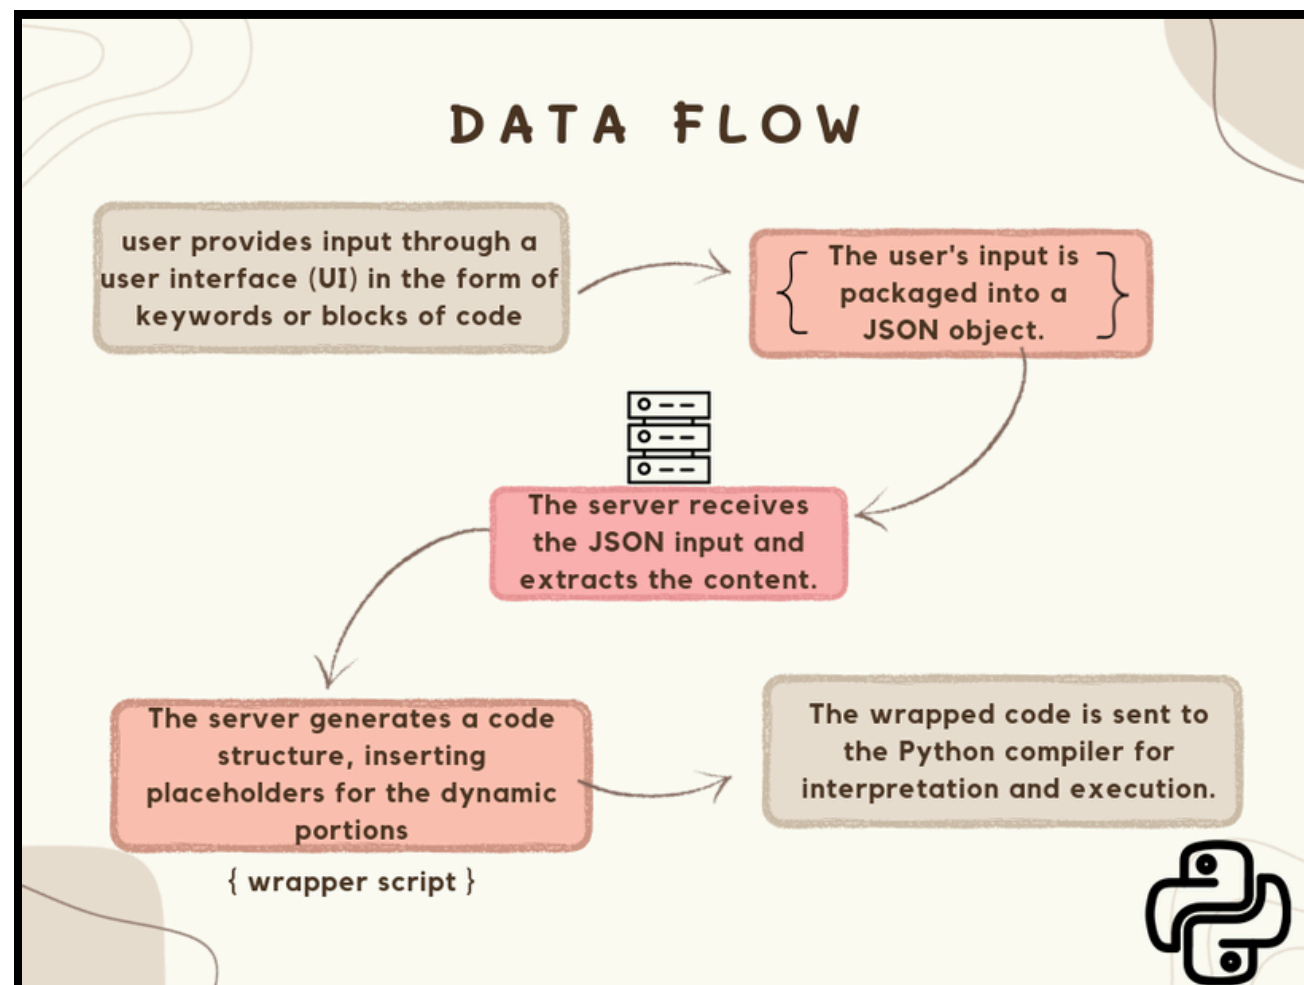 DATA FLOW
user provides input through a
user interface (UI) in the form of
keywords or blocks of code
The user's input is
packaged into a
JSON object.
The server receives
the JSON input and
extracts the content.
The server generates a code
structure, inserting
placeholders for the dynamic
portions
{ wrapper script }
The wrapped code is sent to
the Python compiler for
interpretation and execution.